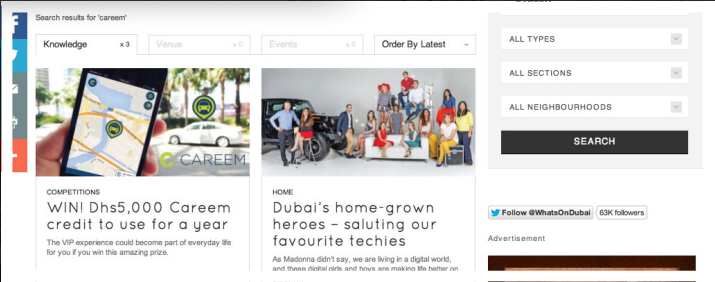 Search results for 'careem'
Knowledge x 3
Venue x 0
Events x 0
Order By Latest
CAREEM
COMPETITIONS
WIN! Dhs5,000 Careem
credit to use for a year
The VIP experience could become part of everyday life
for you if you win this amazing prize.
HOME
Dubai's home-grown
heroes – saluting our
favourite techies
As Madonna didn't say, we are living in a digital world,
and these digital girls and boys are making life better on
ALL TYPES
ALL SECTIONS
ALL NEIGHBOURHOODS
SEARCH
Follow @WhatsOnDubai
63K followers
Advertisement